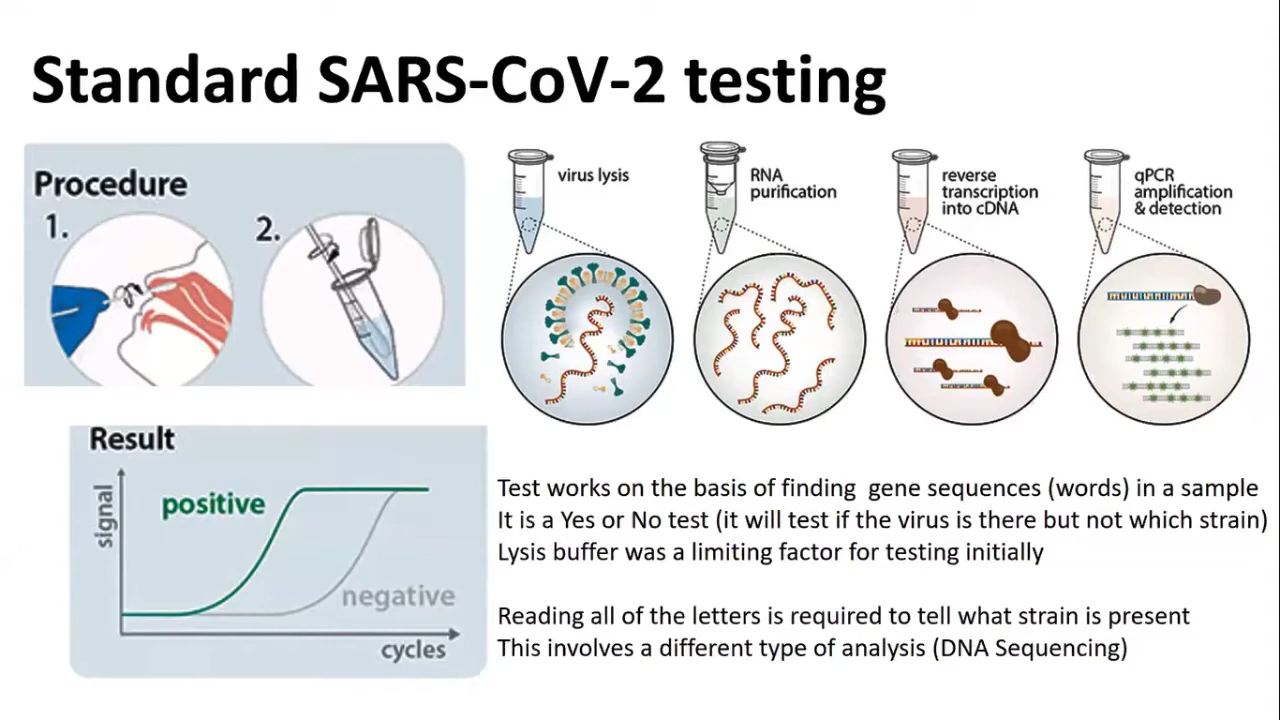 Standard SARS-CoV-2 testing
Procedure
1.
2.
virus lysis
RNA
purification
reverse
transcription
into cDNA
qPCR
amplification
& detection
Result
signal
positive
negative
cycles
Test works on the basis of finding  gene sequences (words) in a sample
It is a Yes or No test (it will test if the virus is there but not which strain)
Lysis buffer was a limiting factor for testing initially
Reading all of the letters is required to tell what strain is present
This involves a different type of analysis (DNA Sequencing)